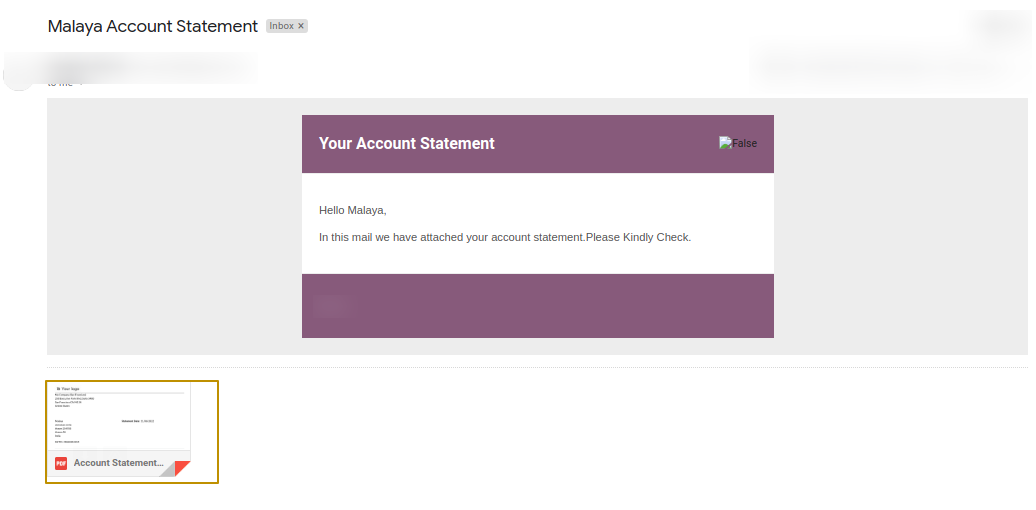 Malaya Account Statement Inbox ×
to me
Your Account Statement
False
Hello Malaya,
In this mail we have attached your account statement.Please Kindly Check.
Your logo
PDF Account Statement...